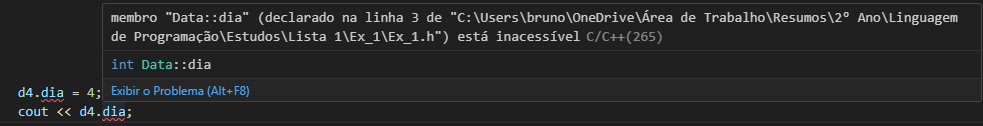 membro "Data::dia" (declarado na linha 3 de "C:\Users\bruno\OneDrive\Área de Trabalho\Resumos\2º Ano\Linguagem
de Programação\Estudos\Lista 1\Ex_1\Ex_1.h") está inacessível C/C++(265)
int Data::dia
Exibir o Problema (Alt+F8)
d4.dia = 4;
cout << d4.dia;